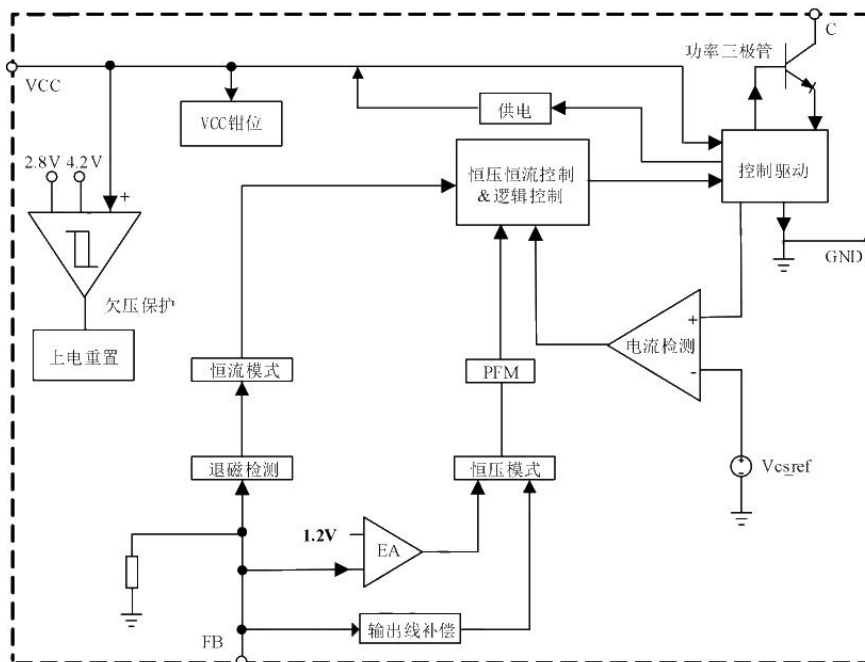 C
功率三极管
VCC
供电
VCC钳位
2.8V 4.2V
恒压恒流控制
&逻辑控制
控制驱动
+
GND
欠压保护
上电重置
+
电流检测
-
恒流模式
PFM
退磁检测
恒压模式
Vcs_ref
1.2V
EA
FB
输出线补偿